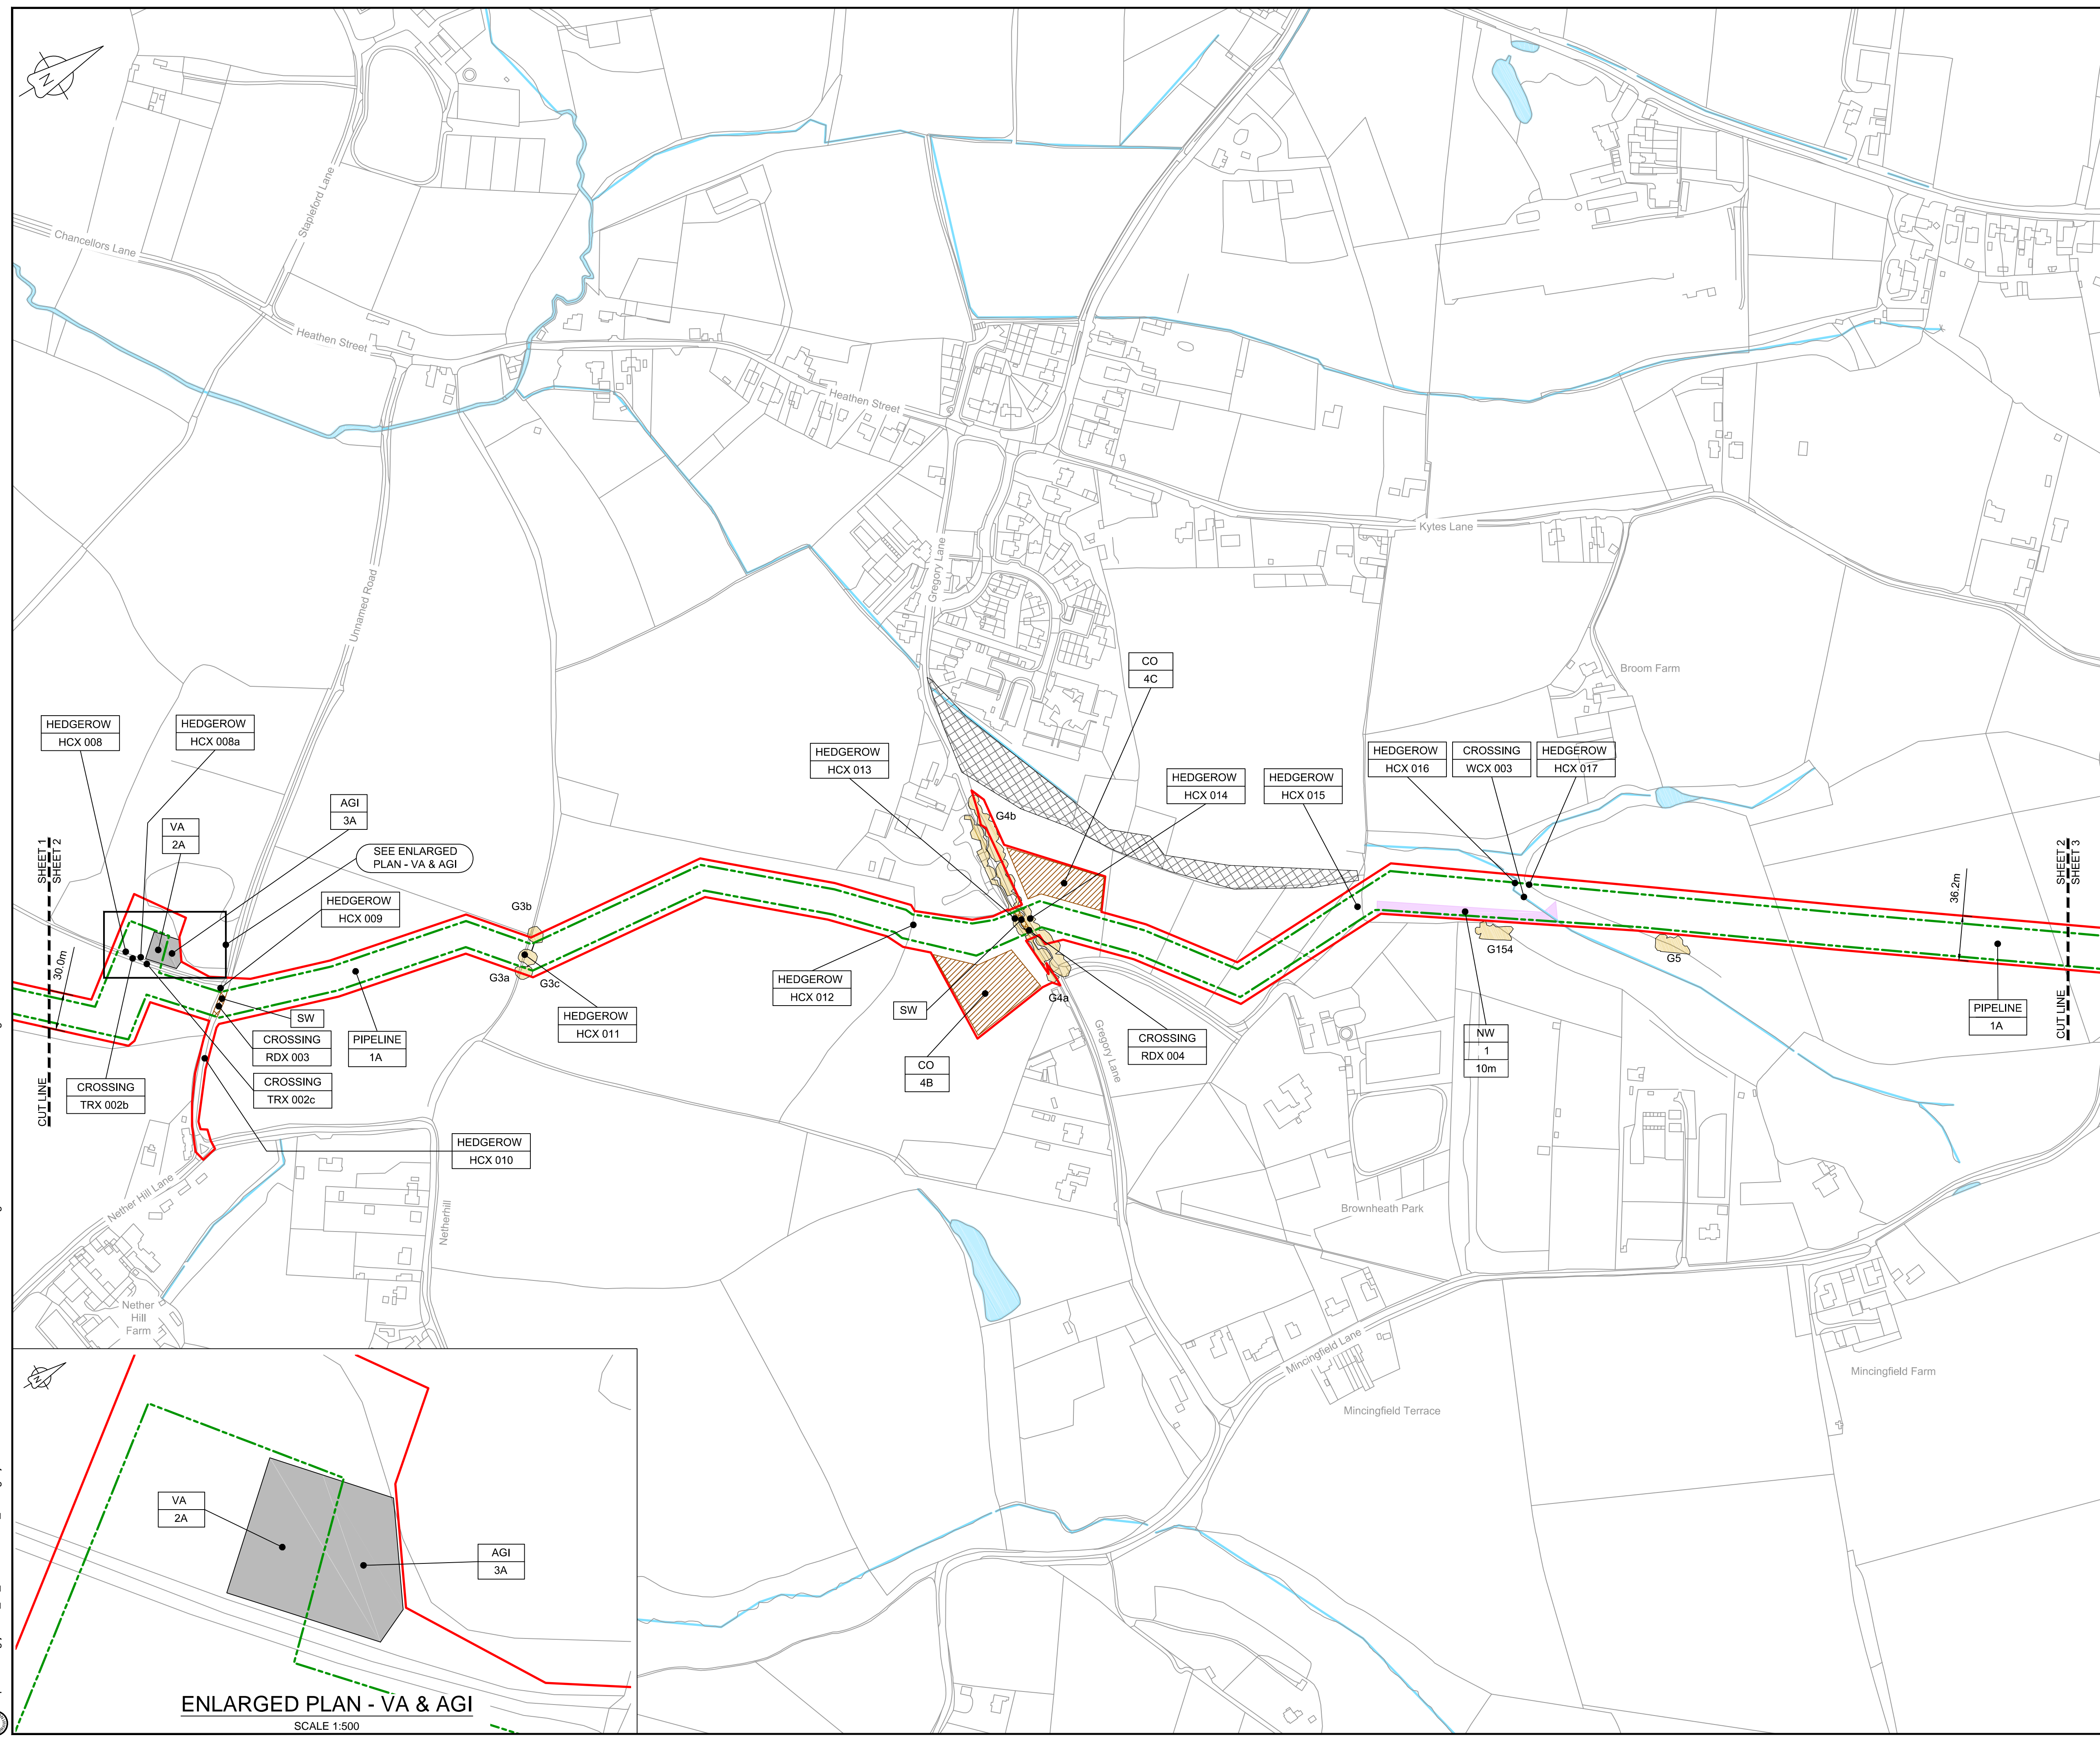 N
Stapleford Lane
Chancellors Lane
Heathen Street
Heathen Street
Kytes Lane
Gregory Lane
Unnamed Road
Broom Farm
CO
4C
HEDGEROW
HCX 008
HEDGEROW
HCX 008a
HEDGEROW
HCX 013
HEDGEROW
HCX 014
HEDGEROW
HCX 015
HEDGEROW
HCX 016
CROSSING
WCX 003
HEDGEROW
HCX 017
AGI
3A
VA
2A
SEE ENLARGED
PLAN - VA & AGI
SHEET 1
SHEET 2
CUT LINE
30.0m
HEDGEROW
HCX 009
G3b
G3a
G3c
G4b
G4a
G154
G5
36.2m
SHEET 2
SHEET 3
CUT LINE
HEDGEROW
HCX 012
SW
SW
CROSSING
RDX 003
PIPELINE
1A
HEDGEROW
HCX 011
CO
4B
CROSSING
RDX 004
NW
1
10m
PIPELINE
1A
CROSSING
TRX 002b
CROSSING
TRX 002c
HEDGEROW
HCX 010
Gregory Lane
Nether Hill Lane
Netherhill
Brownheath Park
Nether
Hill
Farm
Mincingfield Lane
Mincingfield Terrace
Mincingfield Farm
N
VA
2A
AGI
3A
ENLARGED PLAN - VA & AGI
SCALE 1:500